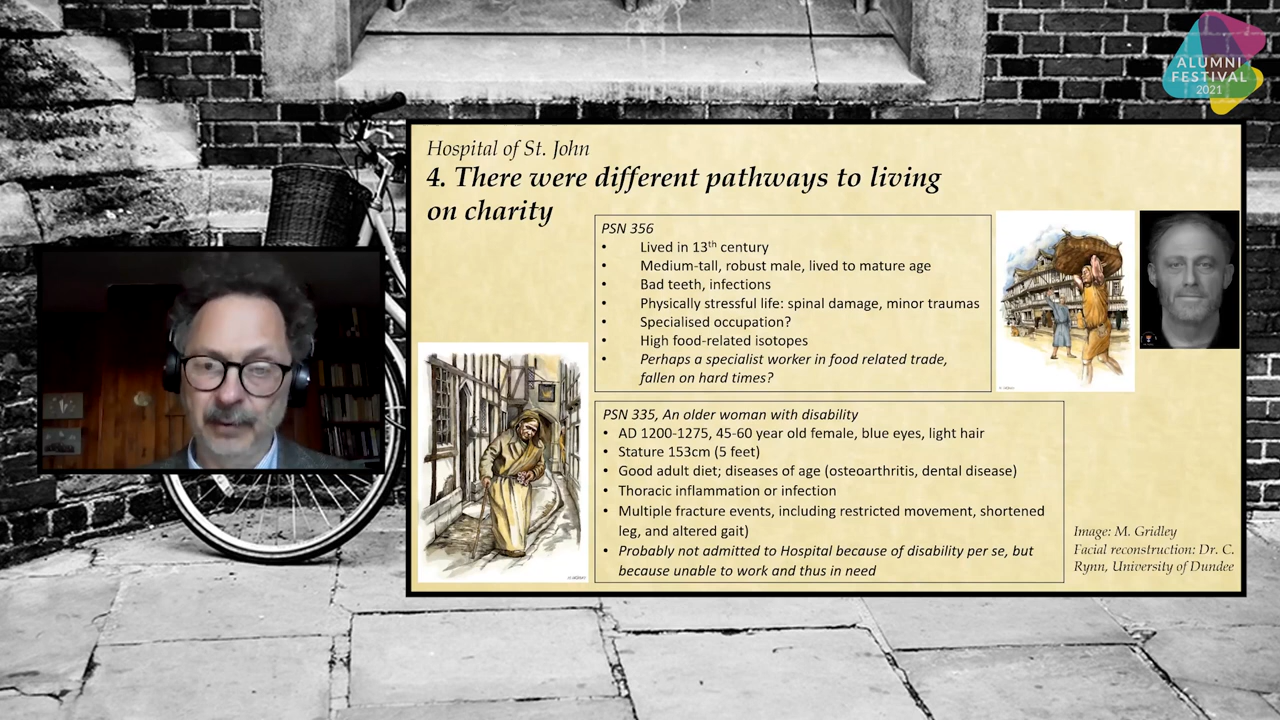 ALUMNI
FESTIVAL
2021
Hospital of St. John
4. There were different pathways to living
on charity
PSN 356
• Lived in 13th century
• Medium-tall, robust male, lived to mature age
• Bad teeth, infections
• Physically stressful life: spinal damage, minor traumas
• Specialised occupation?
• High food-related isotopes
• Perhaps a specialist worker in food related trade,
fallen on hard times?
PSN 335, An older woman with disability
• AD 1200-1275, 45-60 year old female, blue eyes, light hair
• Stature 153cm (5 feet)
• Good adult diet; diseases of age (osteoarthritis, dental disease)
• Thoracic inflammation or infection
• Multiple fracture events, including restricted movement, shortened
leg, and altered gait)
• Probably not admitted to Hospital because of disability per se, but
because unable to work and thus in need
Image: M. Gridley
Facial reconstruction: Dr. C.
Rynn, University of Dundee